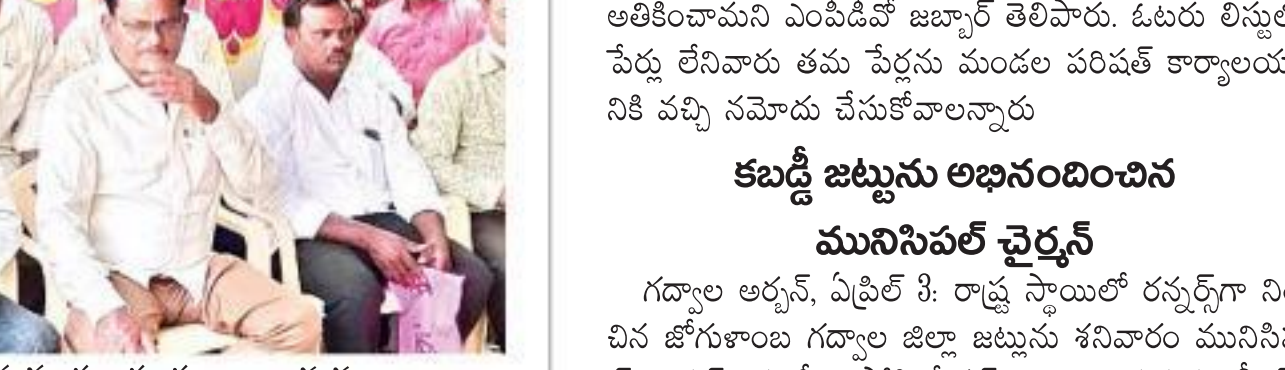 అతికించామని ఎంపిడివో జబ్బార్ తెలిపారు. ఓటరు లిస్టులో
పేర్లు లేనివారు తమ పేర్లను మండల పరిషత్ కార్యాలయ
నికి వచ్చి నమోదు చేసుకోవాలన్నారు
కబడ్డీ జట్టును అభినందించిన
మునిసిపల్ చైర్మన్
గద్వాల అర్బన్, ఏప్రిల్ 3: రాష్ట్ర స్థాయిలో రన్నర్స్‌గా
చిన జోగుళాంబ గద్వాల జిల్లా జట్లును శనివారం